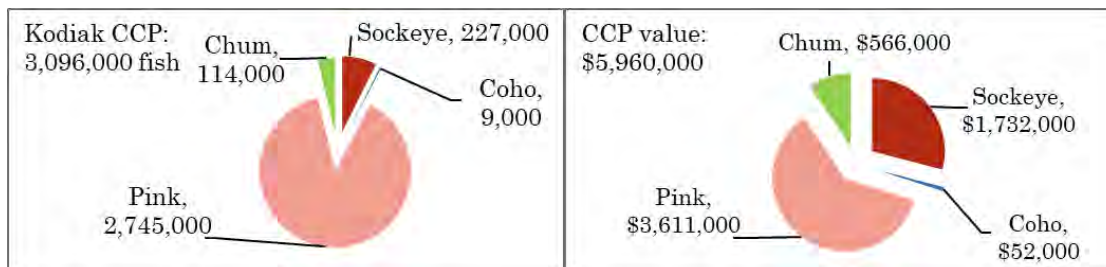 Kodiak CCP:
3,096,000 fish
Chum,
114,000
Sockeye, 227,000
Coho,
9,000
Pink,
2,745,000
CCP value:
$5,960,000
Chum, $566,000
Sockeye,
$1,732,000
Pink,
$3,611,000
Coho,
$52,000